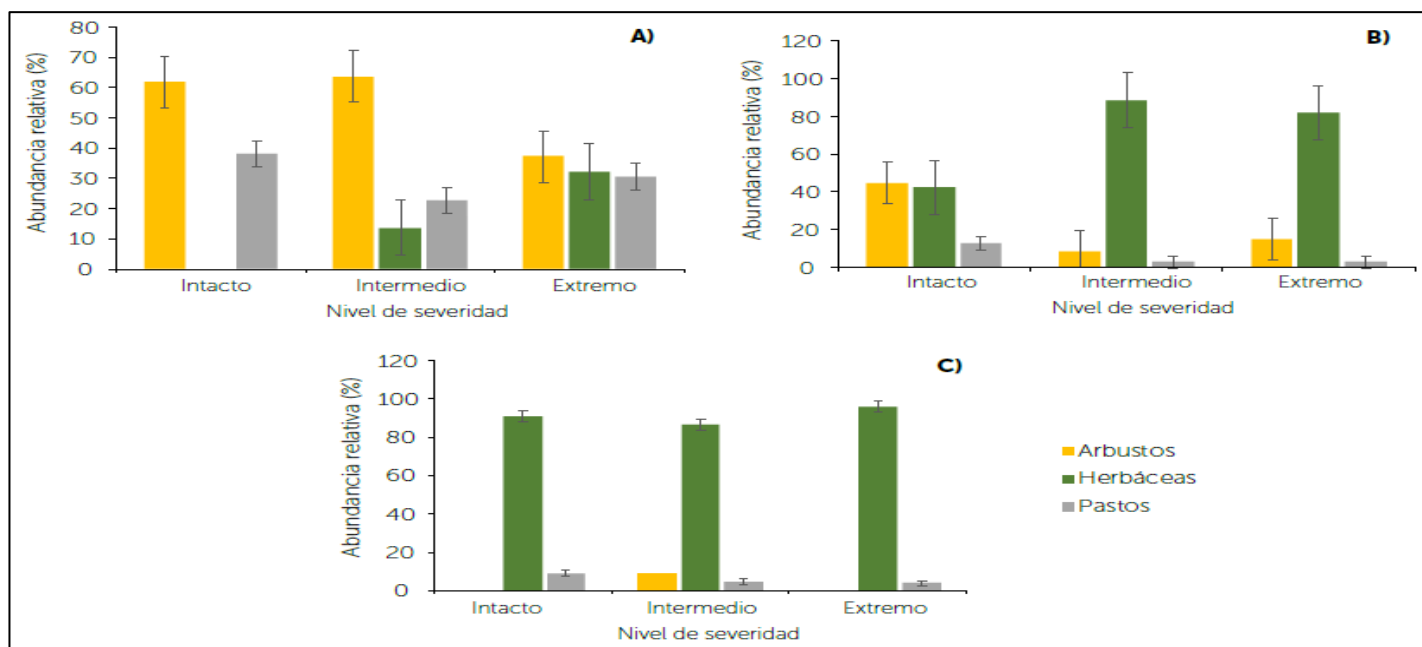 A)
Abundancia relativa (%)
80
70
60
50
40
30
20
10
0
Intacto Intermedio Extremo
Nivel de severidad
B)
Abundancia relativa (%)
120
100
80
60
40
20
0
Intacto Intermedio Extremo
Nivel de severidad
C)
Abundancia relativa (%)
120
100
80
60
40
20
0
Intacto Intermedio Extremo
Nivel de severidad
Arbustos
Herbáceas
Pastos